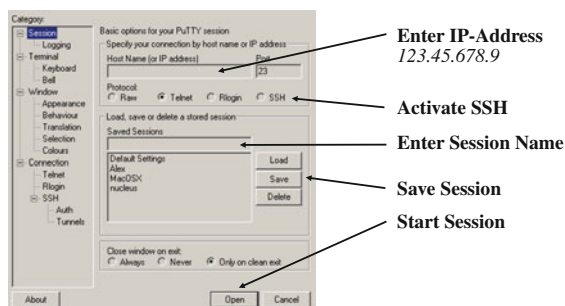 Category:
Session
Logging
Terminal
Keyboard
Bell
Window
Appearance
Behaviour
Translation
Selection
Colours
Connection
Telnet
Rlogin
SSH
Auth
Tunnels
Basic options for your PuTTY session
Specify your connection by host name or IP address
Host Name (or IP address)
Port
23
Protocol:
Raw
Telnet
Rlogin
SSH
Load, save or delete a stored session
Saved Sessions
Default Settings
Alex
MacOSX
nucleus
Load
Save
Delete
Close window on exit:
Always
Never
Only on clean exit
About
Open
Cancel
Enter IP-Address
123.45.678.9
Activate SSH
Enter Session Name
Save Session
Start Session